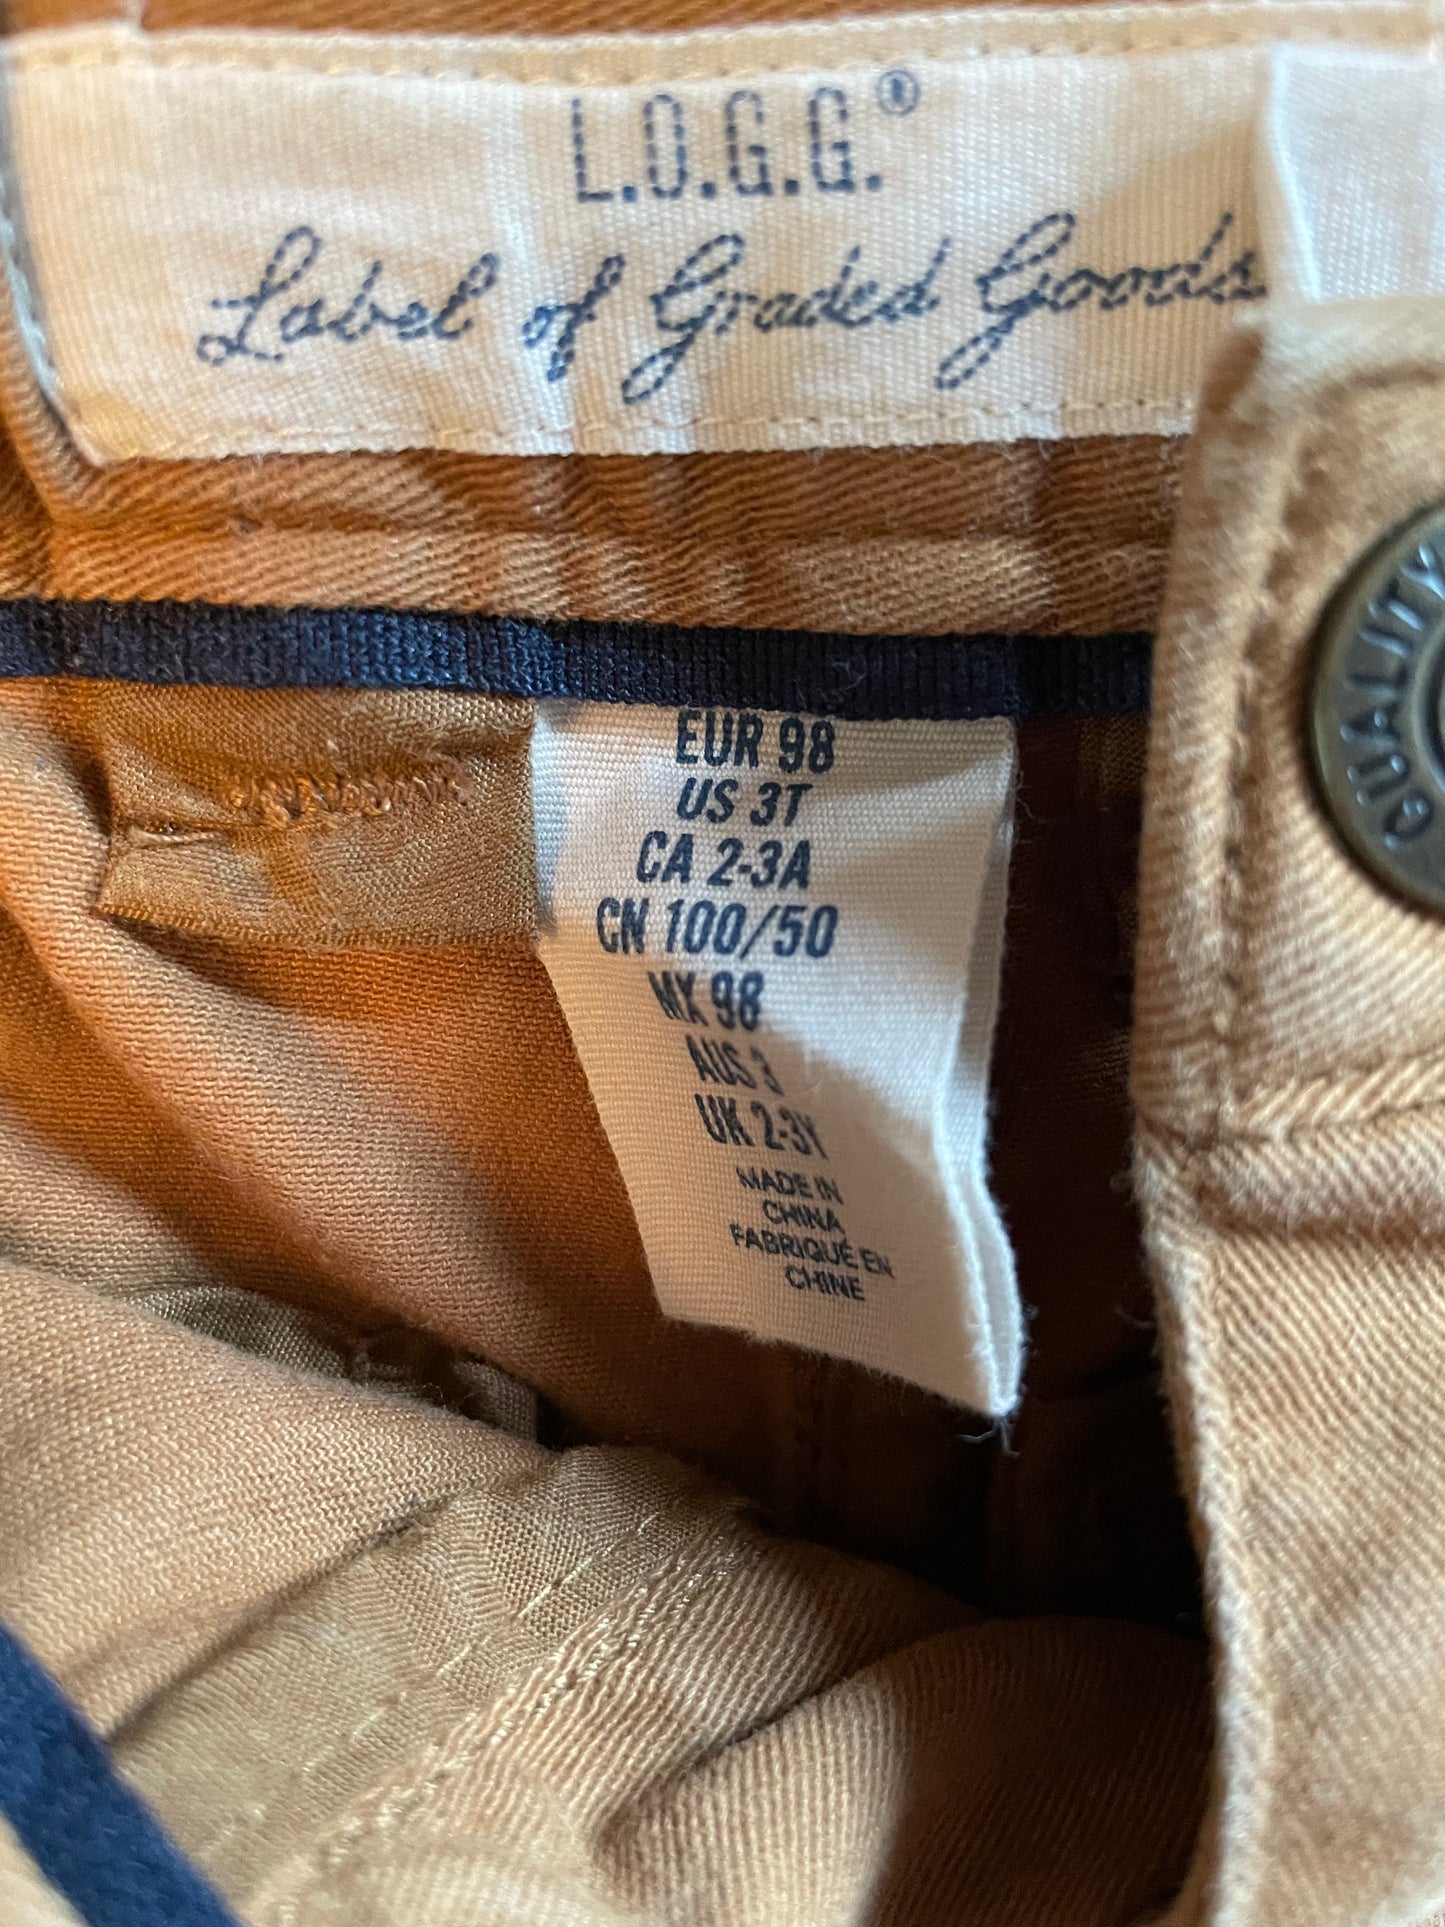 L.O.G.G.®
Label of Graded Goods
QUALITY
EUR 98
US 3T
CA 2-3A
CN 100/50
MX 98
AUS 3
UK 2-3Y
MADE IN
CHINA
FABRIQUÉ EN
CHINE